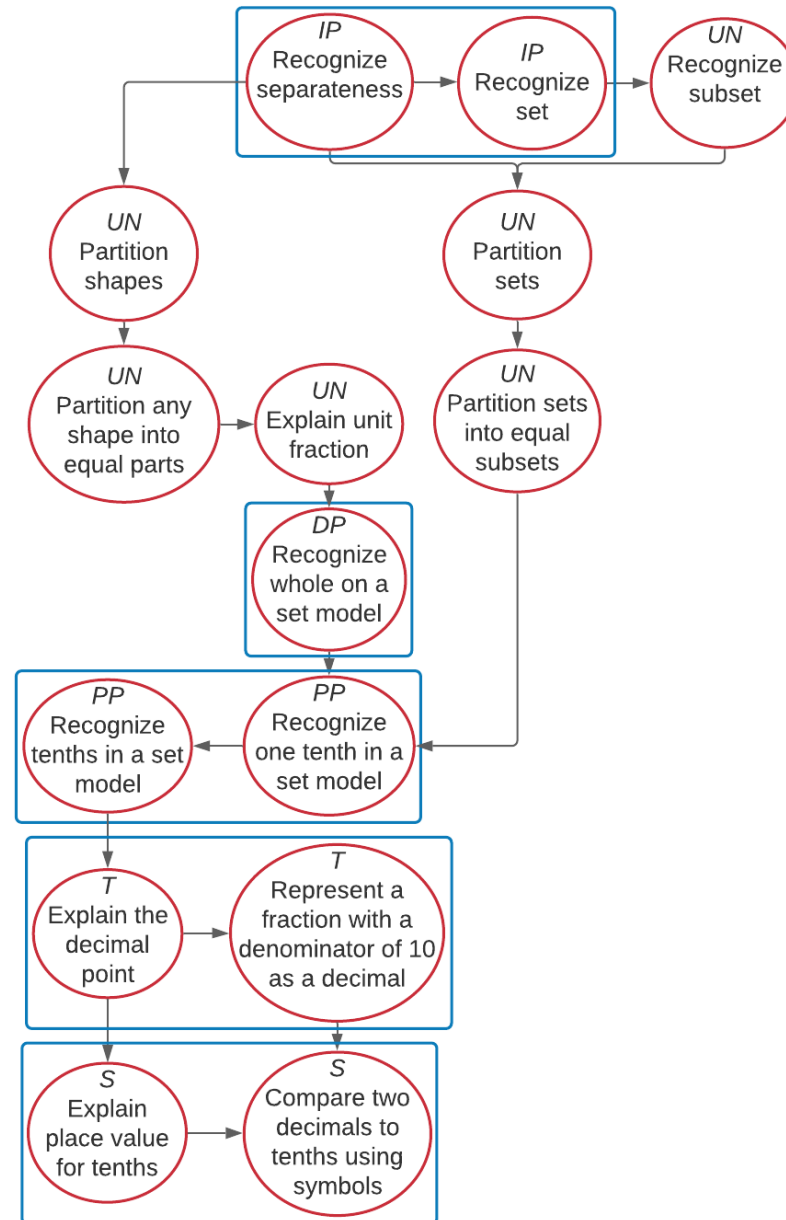 IP
Recognize
separateness
IP
Recognize
set
UN
Recognize
subset
UN
Partition
shapes
UN
Partition
sets
UN
Partition any
shape into
equal parts
UN
Explain unit
fraction
UN
Partition sets
into equal
subsets
DP
Recognize
whole on a
set model
PP
Recognize
tenths in a set
model
PP
Recognize
one tenth in a
set model
T
Explain the
decimal
point
T
Represent a
fraction with a
denominator of 10
as a decimal
S
Explain
place value
for tenths
S
Compare two
decimals to
tenths using
symbols